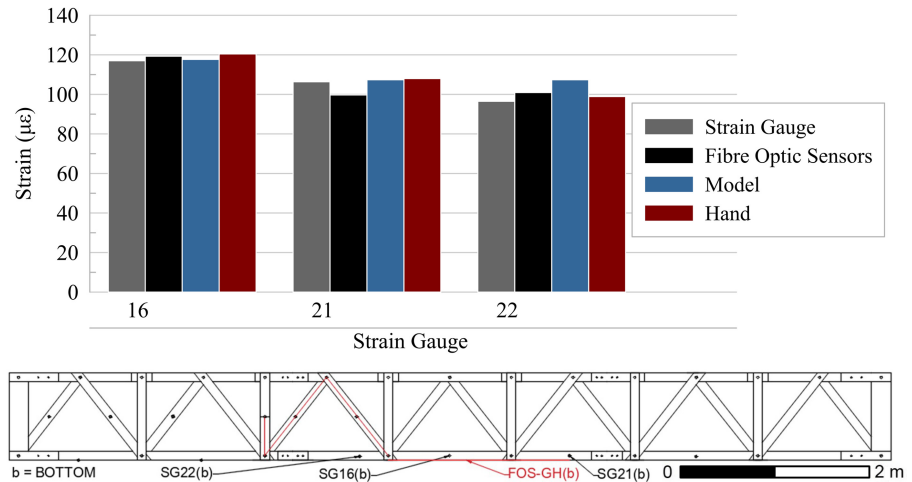 140
120
100
80
60
40
20
0
Strain (με)
16
21
22
Strain Gauge
Strain Gauge
Fibre Optic Sensors
Model
Hand
b = BOTTOM
SG22(b)
SG16(b)
FOS-GH(b)
SG21(b)
0
2 m